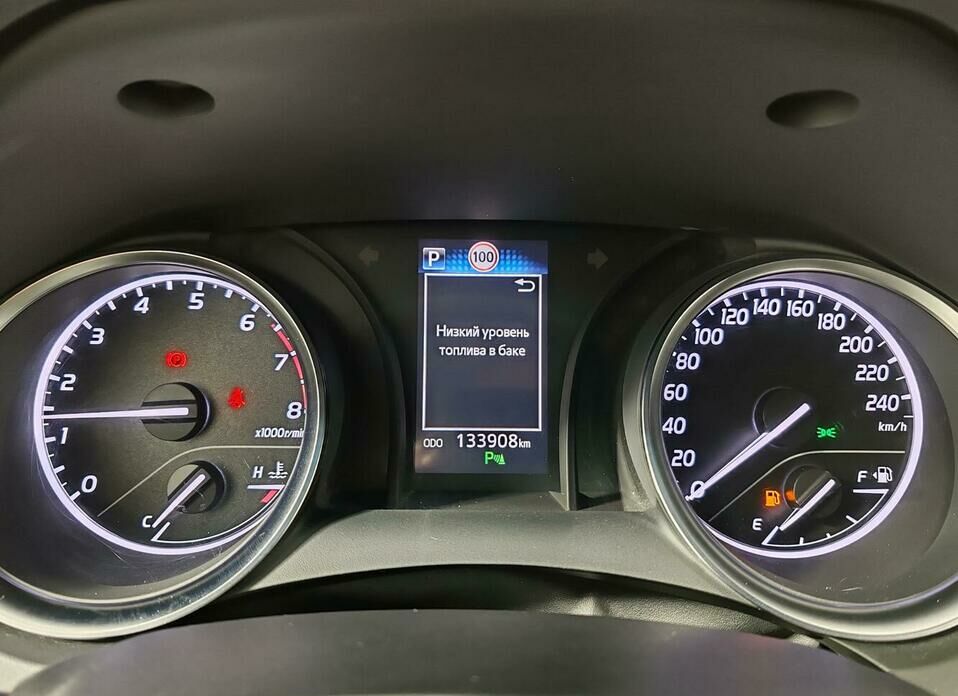 P 100
Низкий уровень
топлива в баке
ODO 133908 km
P
0
1
2
3
4
5
6
7
8
x1000r/min
P
H
C
0
20
40
60
80
100
120
140
160
180
200
220
240
km/h
F
E